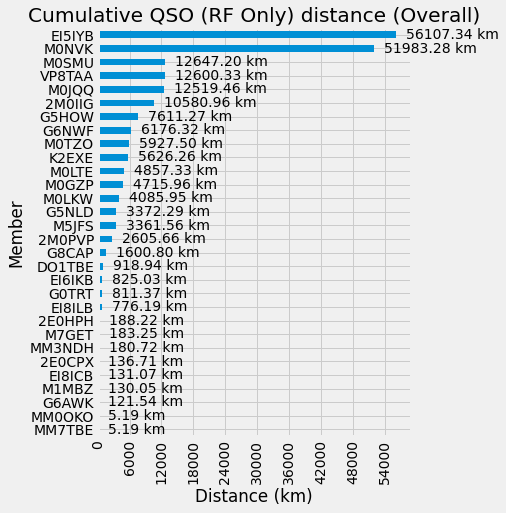 Cumulative QSO (RF Only) distance (Overall)
EI5IYB 56107.34 km
M0NVK 51983.28 km
M0SMU 12647.20 km
VP8TAA 12600.33 km
M0JQQ 12519.46 km
2M0IIG 10580.96 km
G5HOW 7611.27 km
G6NWF 6176.32 km
M0TZO 5927.50 km
K2EXE 5626.26 km
M0LTE 4857.33 km
M0GZP 4715.96 km
M0LKW 4085.95 km
G5NLD 3372.29 km
M5JFS 3361.56 km
2M0PVP 2605.66 km
G8CAP 1600.80 km
DO1TBE 918.94 km
EI6IKB 825.03 km
G0TRT 811.37 km
EI8ILB 776.19 km
2E0HPH 188.22 km
M7GET 183.25 km
MM3NDH 180.72 km
2E0CPX 136.71 km
EI8ICB 131.07 km
M1MBZ 130.05 km
G6AWK 121.54 km
MM0OKO 5.19 km
MM7TBE 5.19 km
Member
0 6000 12000 18000 24000 30000 36000 42000 48000 54000
Distance (km)